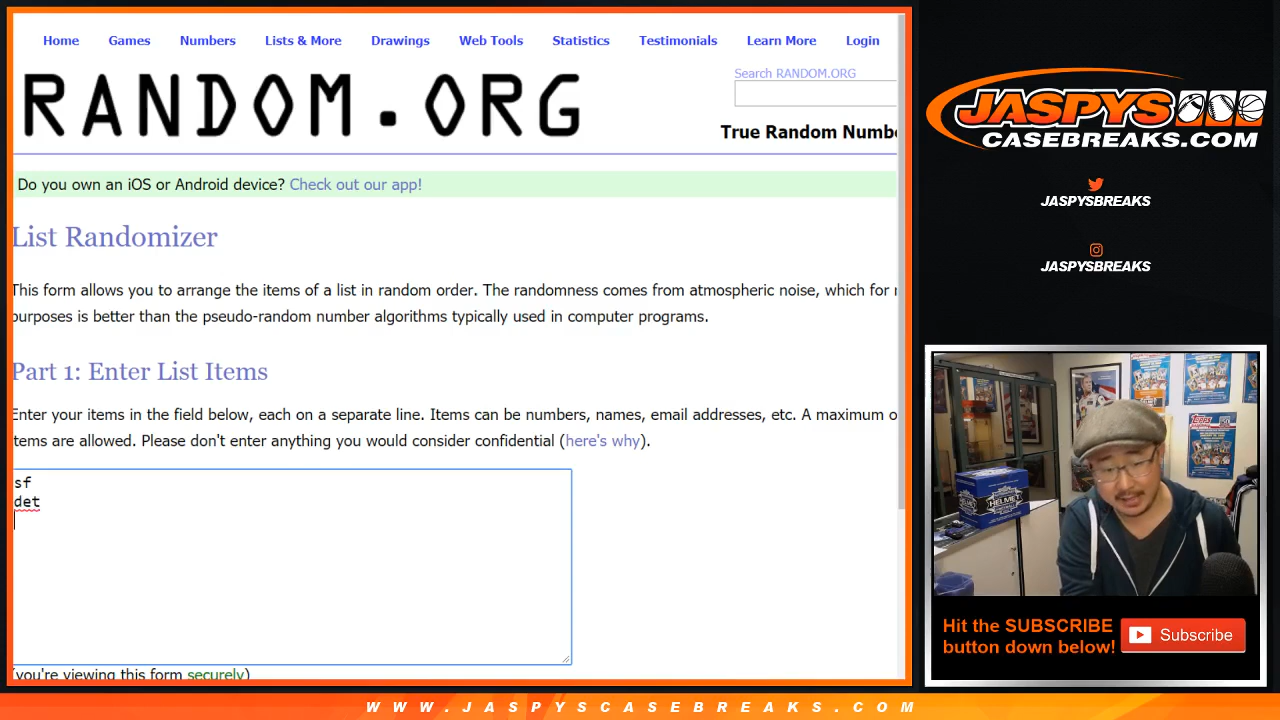 Home Games Numbers Lists & More Drawings Web Tools Statistics Testimonials Learn More Login
RANDOM.ORG
Search RANDOM.ORG
True Random Numbe
Do you own an iOS or Android device? Check out our app!
List Randomizer
This form allows you to arrange the items of a list in random order. The randomness comes from atmospheric noise, which for
purposes is better than the pseudo-random number algorithms typically used in computer programs.
Part 1: Enter List Items
Enter your items in the field below, each on a separate line. Items can be numbers, names, email addresses, etc. A maximum o
items are allowed. Please don't enter anything you would consider confidential (here's why).
sf
det
(you're viewing this form securely)
JASPYS
CASEBREAKS.COM
JASPYSBREAKS
JASPYSBREAKS
HELMET
Topps
Hit the SUBSCRIBE
button down below!
Subscribe
WWW.JASPYSCASEBREAKS.COM